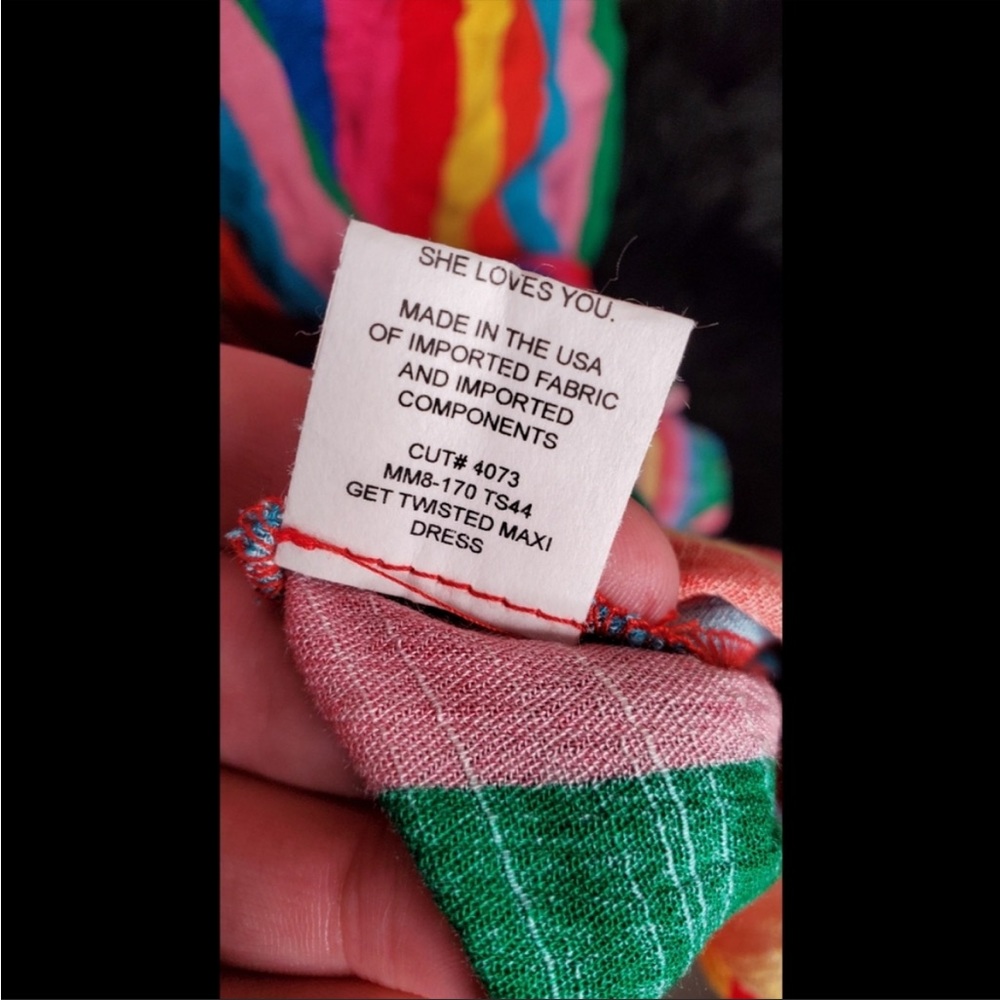 SHE LOVES YOU.
MADE IN THE USA
OF IMPORTED FABRIC
AND IMPORTED
COMPONENTS
CUT# 4073
MM8-170 TS44
GET TWISTED MAXI
DRESS